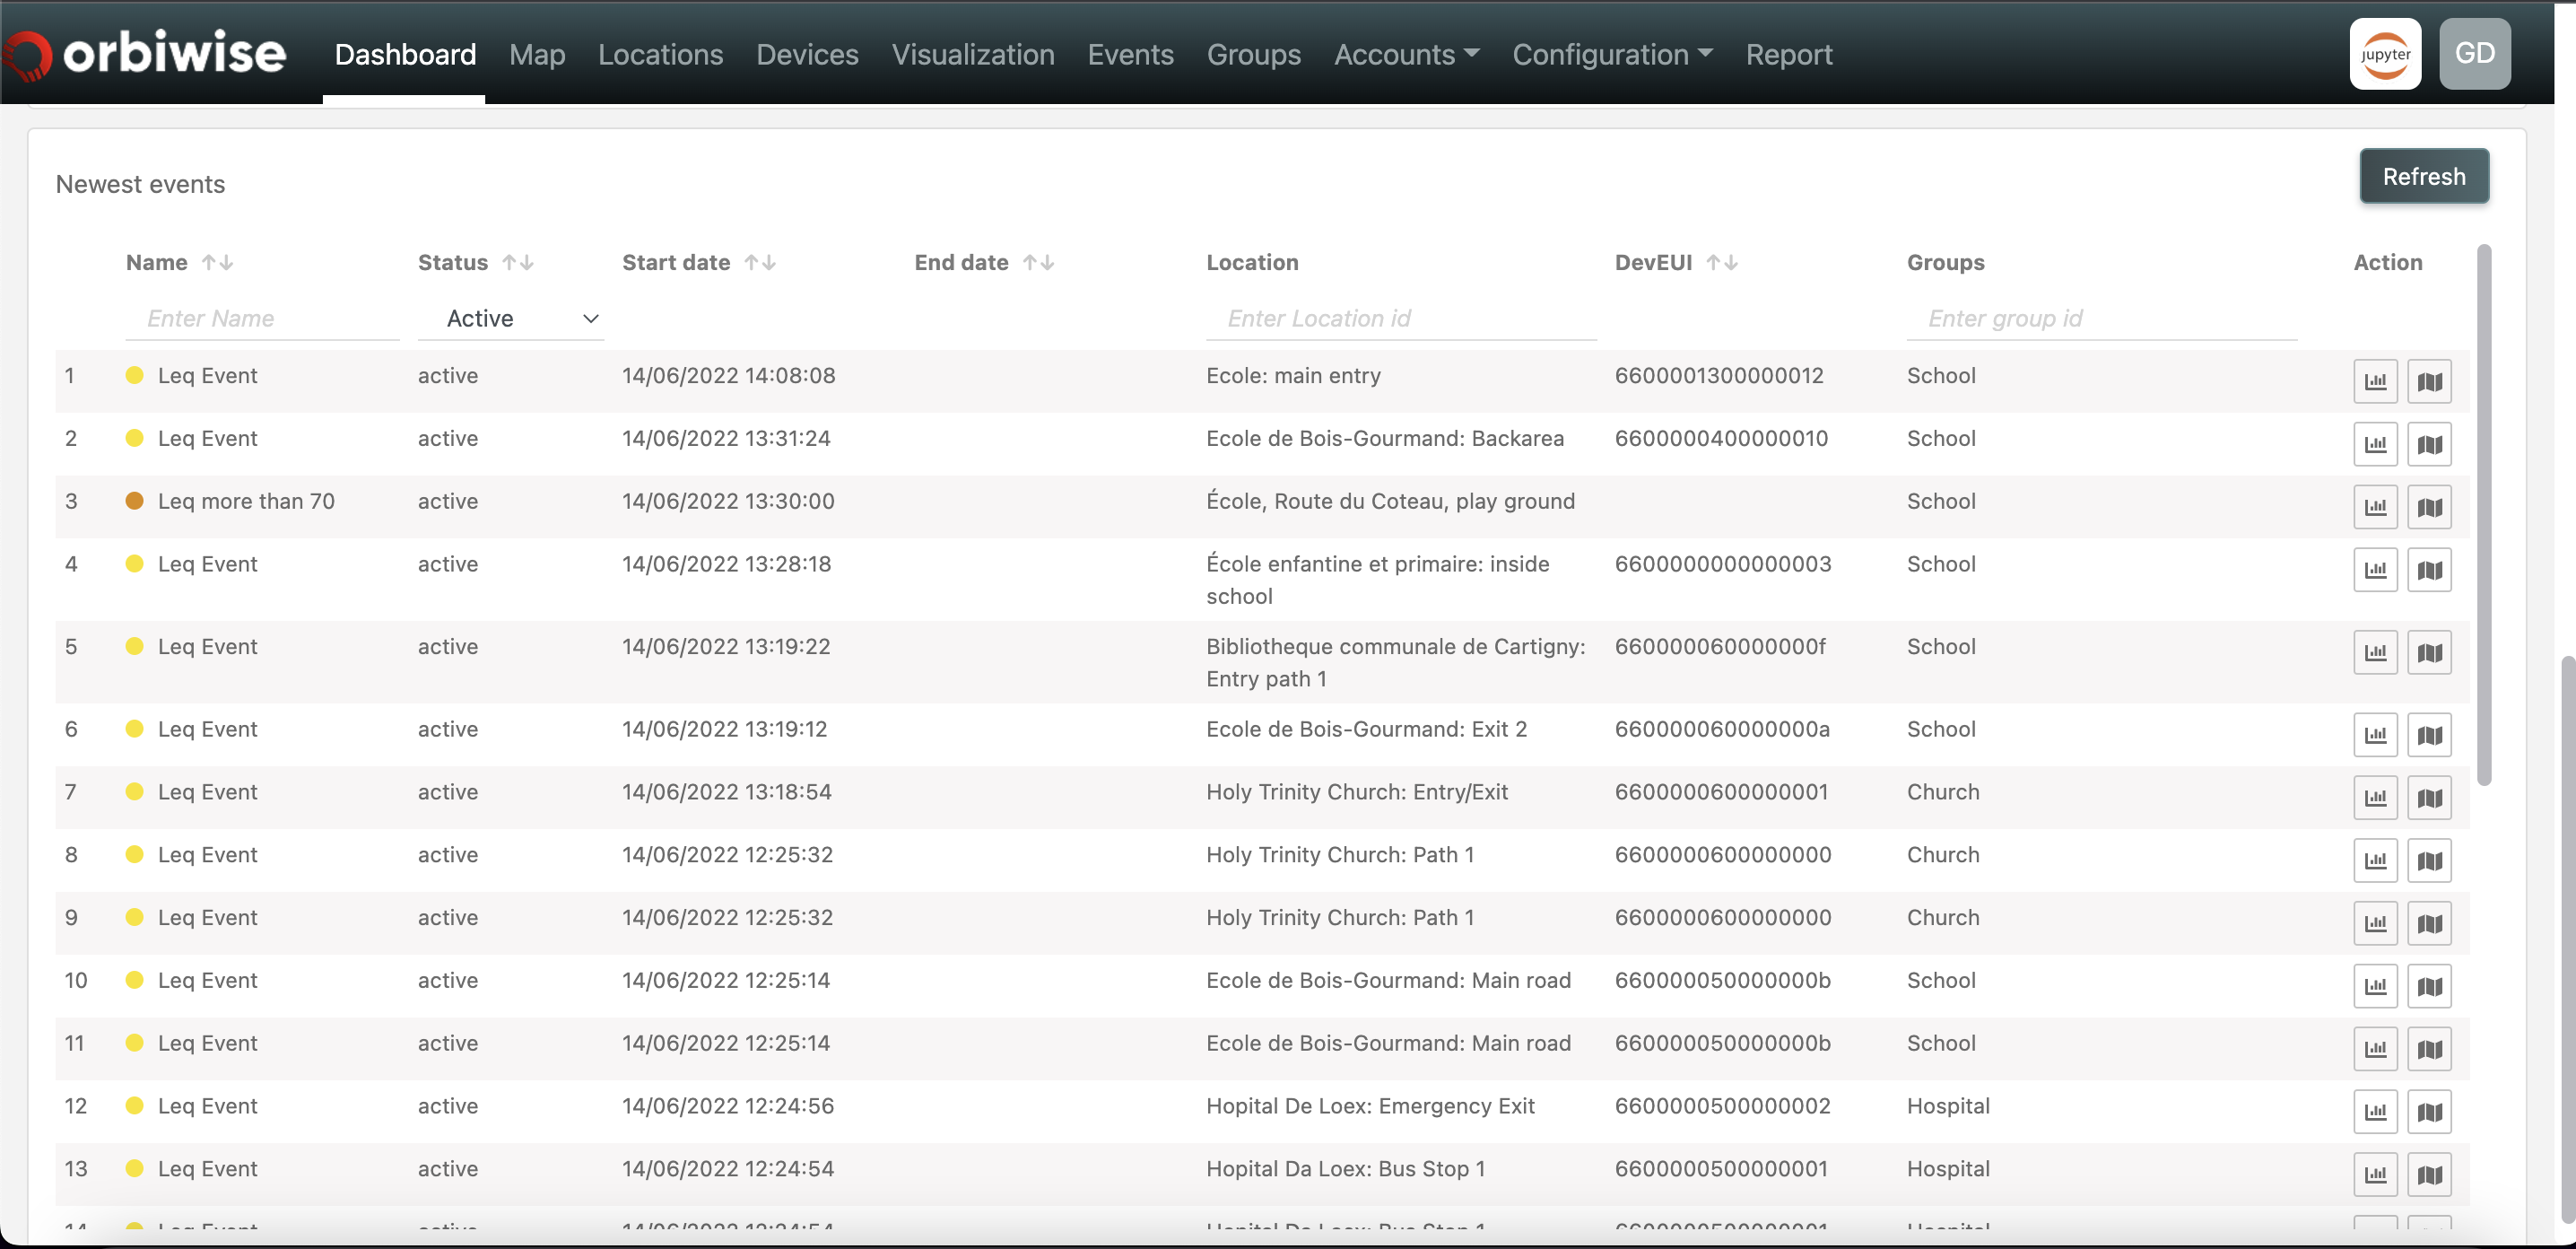 orbiwise Dashboard Map Locations Devices Visualization Events Groups Accounts Configuration Report jupyter GD
Newest events Refresh
Name Status Start date End date Location DevEUI Groups Action
Enter Name Active Enter Location id Enter group id
1 Leq Event active 14/06/2022 14:08:08 Ecole: main entry 6600001300000012 School
2 Leq Event active 14/06/2022 13:31:24 Ecole de Bois-Gourmand: Backarea 6600000400000010 School
3 Leq more than 70 active 14/06/2022 13:30:00 École, Route du Coteau, play ground School
4 Leq Event active 14/06/2022 13:28:18 École enfantine et primaire: inside 6600000000000003 School
school
5 Leq Event active 14/06/2022 13:19:22 Bibliotheque communale de Cartigny: 660000060000000f School
Entry path 1
6 Leq Event active 14/06/2022 13:19:12 Ecole de Bois-Gourmand: Exit 2 660000060000000a School
7 Leq Event active 14/06/2022 13:18:54 Holy Trinity Church: Entry/Exit 6600000600000001 Church
8 Leq Event active 14/06/2022 12:25:32 Holy Trinity Church: Path 1 6600000600000000 Church
9 Leq Event active 14/06/2022 12:25:32 Holy Trinity Church: Path 1 6600000600000000 Church
10 Leq Event active 14/06/2022 12:25:14 Ecole de Bois-Gourmand: Main road 660000050000000b School
11 Leq Event active 14/06/2022 12:25:14 Ecole de Bois-Gourmand: Main road 660000050000000b School
12 Leq Event active 14/06/2022 12:24:56 Hopital De Loex: Emergency Exit 6600000500000002 Hospital
13 Leq Event active 14/06/2022 12:24:54 Hopital Da Loex: Bus Stop 1 6600000500000001 Hospital